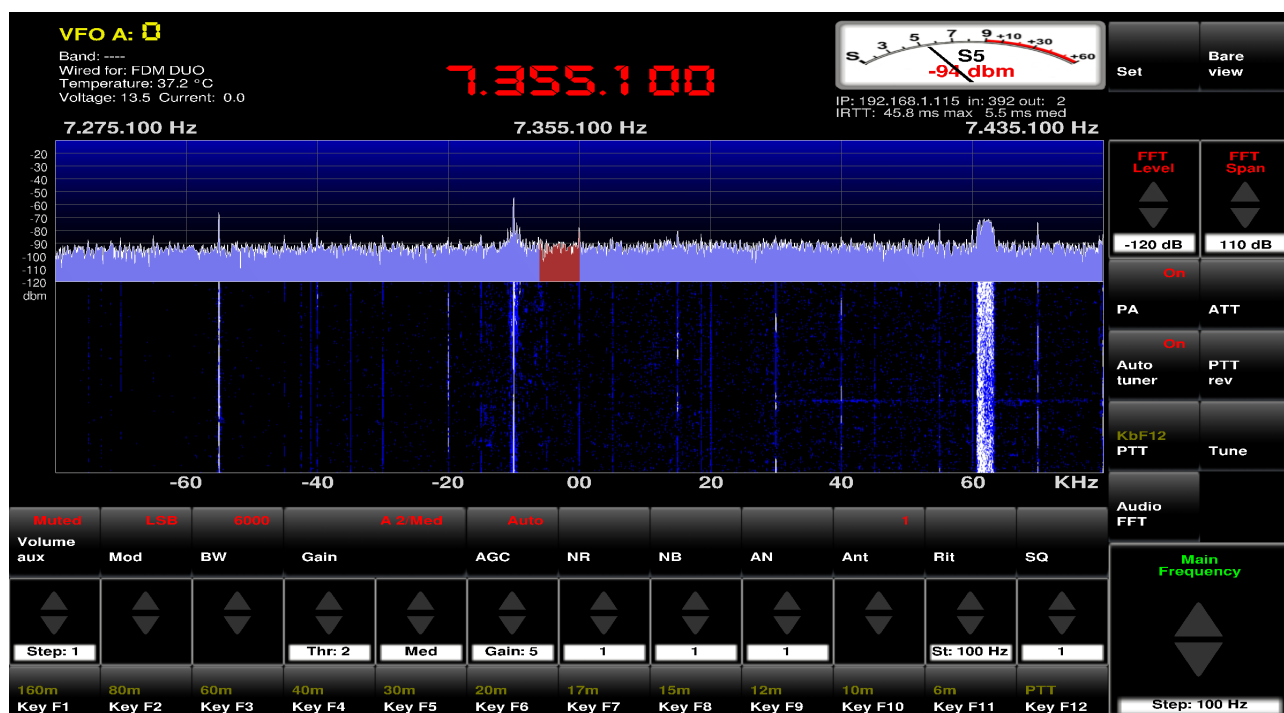 VFO A: 0
Band: ----
Wired for: FDM DUO
Temperature: 37.2 °C
Voltage: 13.5 Current: 0.0
7.355.100
S 3 5 7 9 +10 +30 +60
S5
-94 dbm
IP: 192.168.1.115 in: 392 out: 2
IRTT: 45.8 ms max 5.5 ms med
Set
Bare
view
7.275.100 Hz 7.355.100 Hz 7.435.100 Hz
-20
-30
-40
-50
-60
-70
-80
-90
-100
-110
-120
dbm
-60 -40 -20 00 20 40 60 KHz
FFT
Level
-120 dB
FFT
Span
110 dB
On
PA
ATT
On
Auto
tuner
PTT
rev
KbF12
PTT
Tune
Audio
FFT
Muted LSB 6000 A 2/Med Auto 1
Volume
aux Mod BW Gain AGC NR NB AN Ant Rit SQ
Step: 1 Thr: 2 Med Gain: 5 1 1 1 St: 100 Hz 1
160m 80m 60m 40m 30m 20m 17m 15m 12m 10m 6m PTT
Key F1 Key F2 Key F3 Key F4 Key F5 Key F6 Key F7 Key F8 Key F9 Key F10 Key F11 Key F12
Main
Frequency
Step: 100 Hz